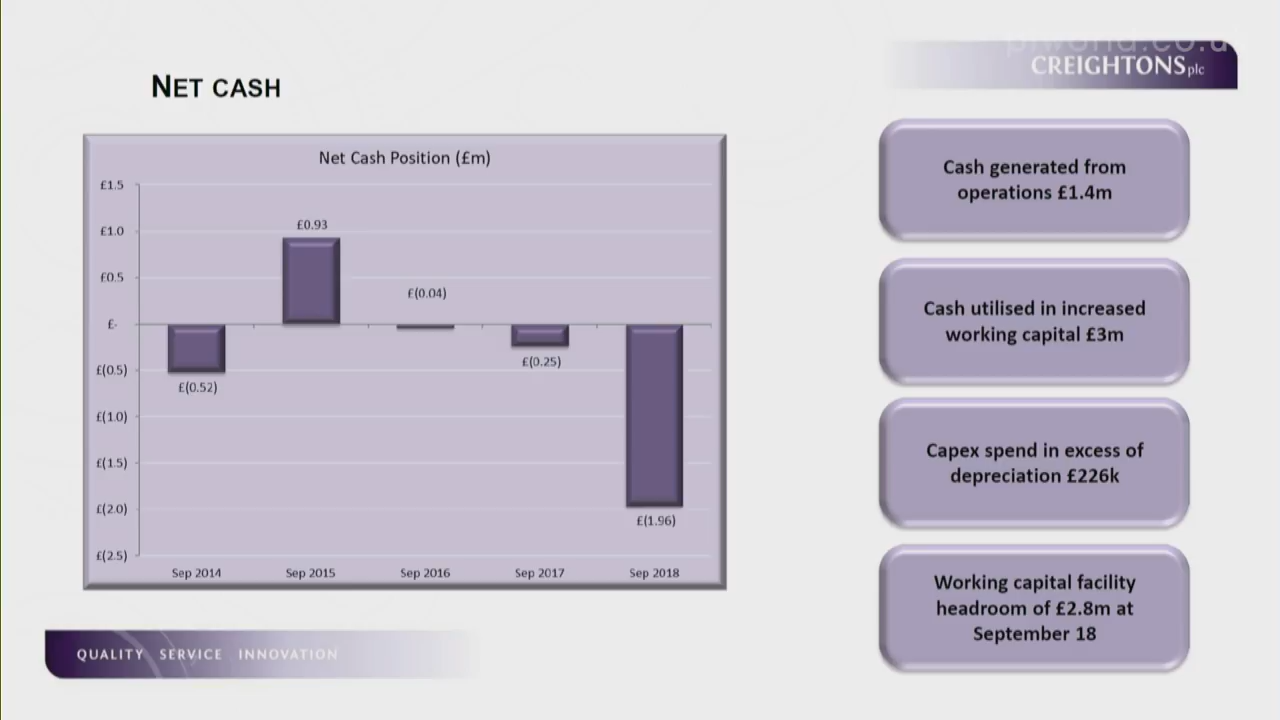 CREIGHTONS plc
NET CASH
Net Cash Position (£m)
£1.5
£1.0
£0.5
£-
£(0.5)
£(1.0)
£(1.5)
£(2.0)
£(2.5)
£(0.52)
£0.93
£(0.04)
£(0.25)
£(1.96)
Sep 2014
Sep 2015
Sep 2016
Sep 2017
Sep 2018
Cash generated from
operations £1.4m
Cash utilised in increased
working capital £3m
Capex spend in excess of
depreciation £226k
Working capital facility
headroom of £2.8m at
September 18
QUALITY SERVICE INNOVATION